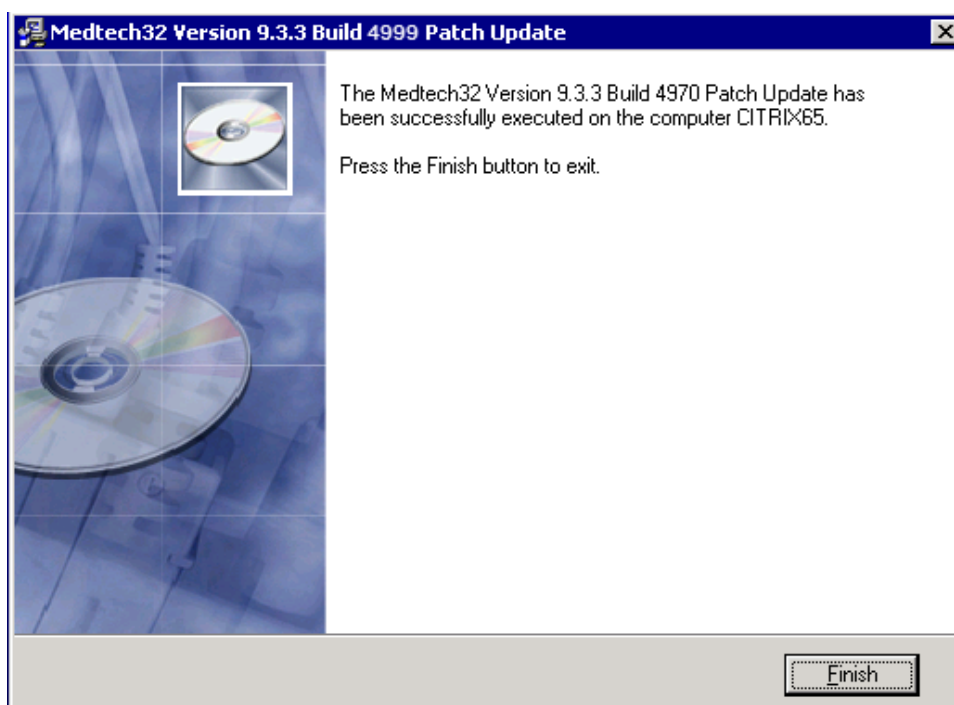 Medtech32 Version 9.3.3 Build 4999 Patch Update
The Medtech32 Version 9.3.3 Build 4970 Patch Update has
been successfully executed on the computer CITRIX65.
Press the Finish button to exit.
Finish